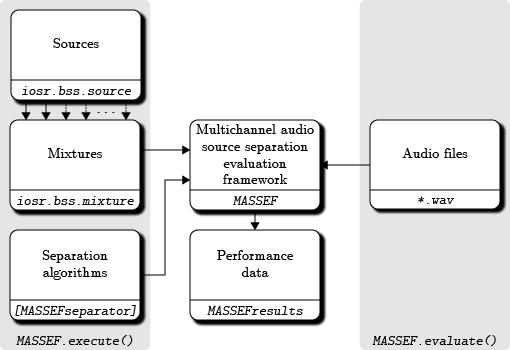 Sources
iosr.bss.source
...
Mixtures
iosr.bss.mixture
Separation
algorithms
[MASSEFseparator]
MASSEF.execute()
Multichannel audio
source separation
evaluation
framework
MASSEF
Performance
data
MASSEFresults
Audio files
*.wav
MASSEF.evaluate()